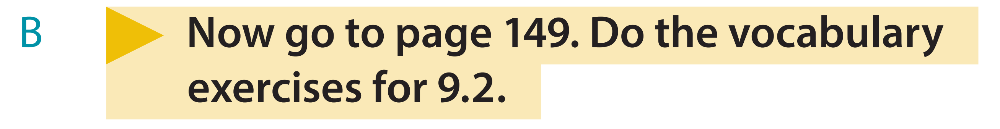 B Now go to page 149. Do the vocabulary
exercises for 9.2.